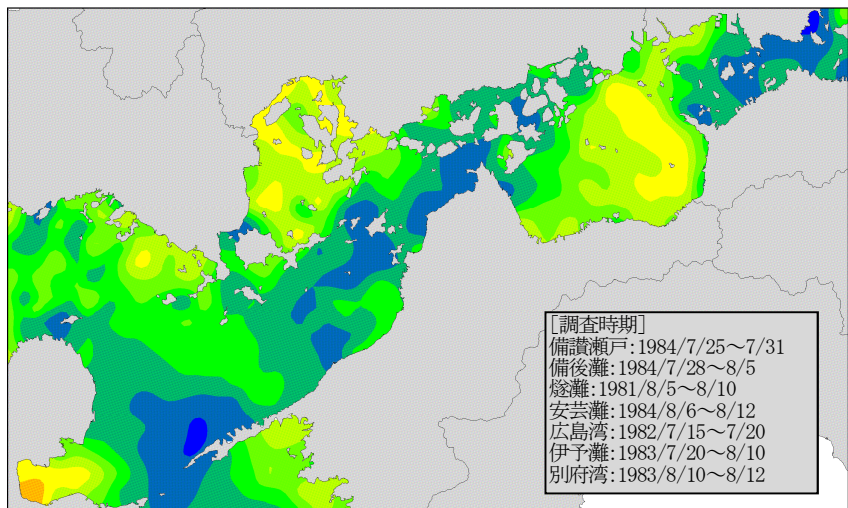 [調査時期]
備讃瀬戸:1984/7/25～7/31
備後灘:1984/7/28～8/5
燧灘:1981/8/5～8/10
安芸灘:1984/8/6～8/12
広島湾:1982/7/15～7/20
伊予灘:1983/7/20～8/10
別府湾:1983/8/10～8/12